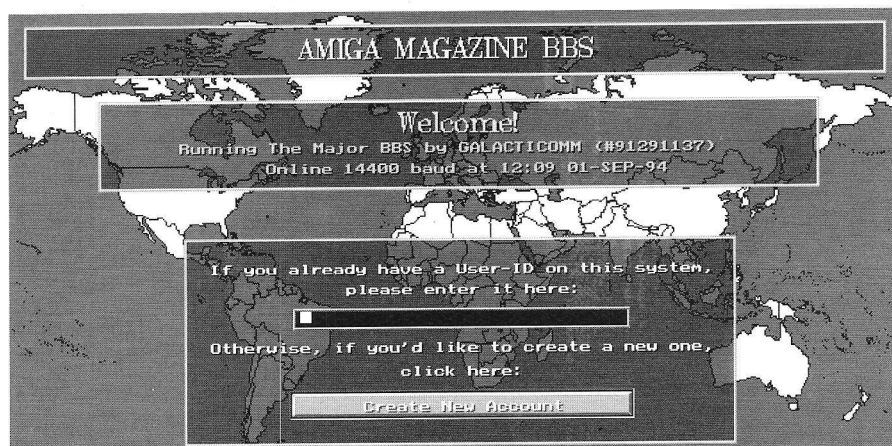 AMIGA MAGAZINE BBS
Welcome!
Running The Major BBS by GALACTICOMM (#91291137)
Online 14400 baud at 12:09 01-SEP-94
If you already have a User-ID on this system,
please enter it here:
Otherwise, if you'd like to create a new one,
click here:
Create New Account